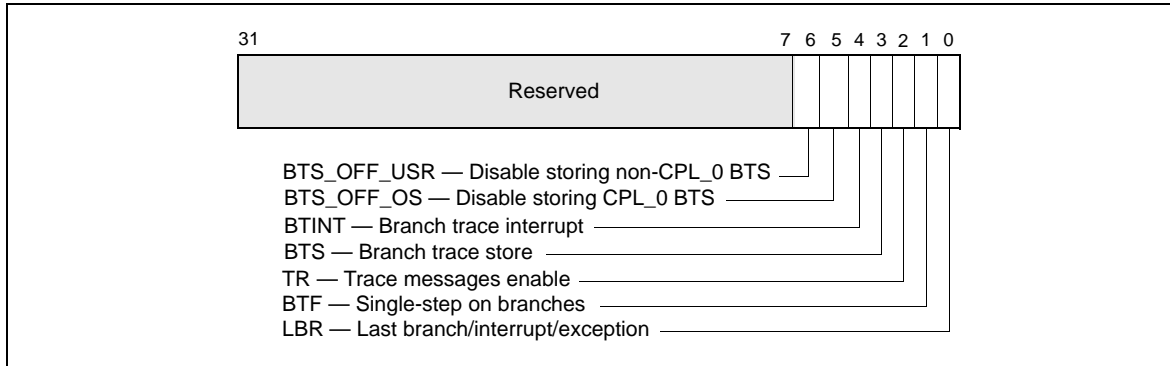 31 7 6 5 4 3 2 1 0
Reserved
BTS_OFF_USR — Disable storing non-CPL_0 BTS
BTS_OFF_OS — Disable storing CPL_0 BTS
BTINT — Branch trace interrupt
BTS — Branch trace store
TR — Trace messages enable
BTF — Single-step on branches
LBR — Last branch/interrupt/exception